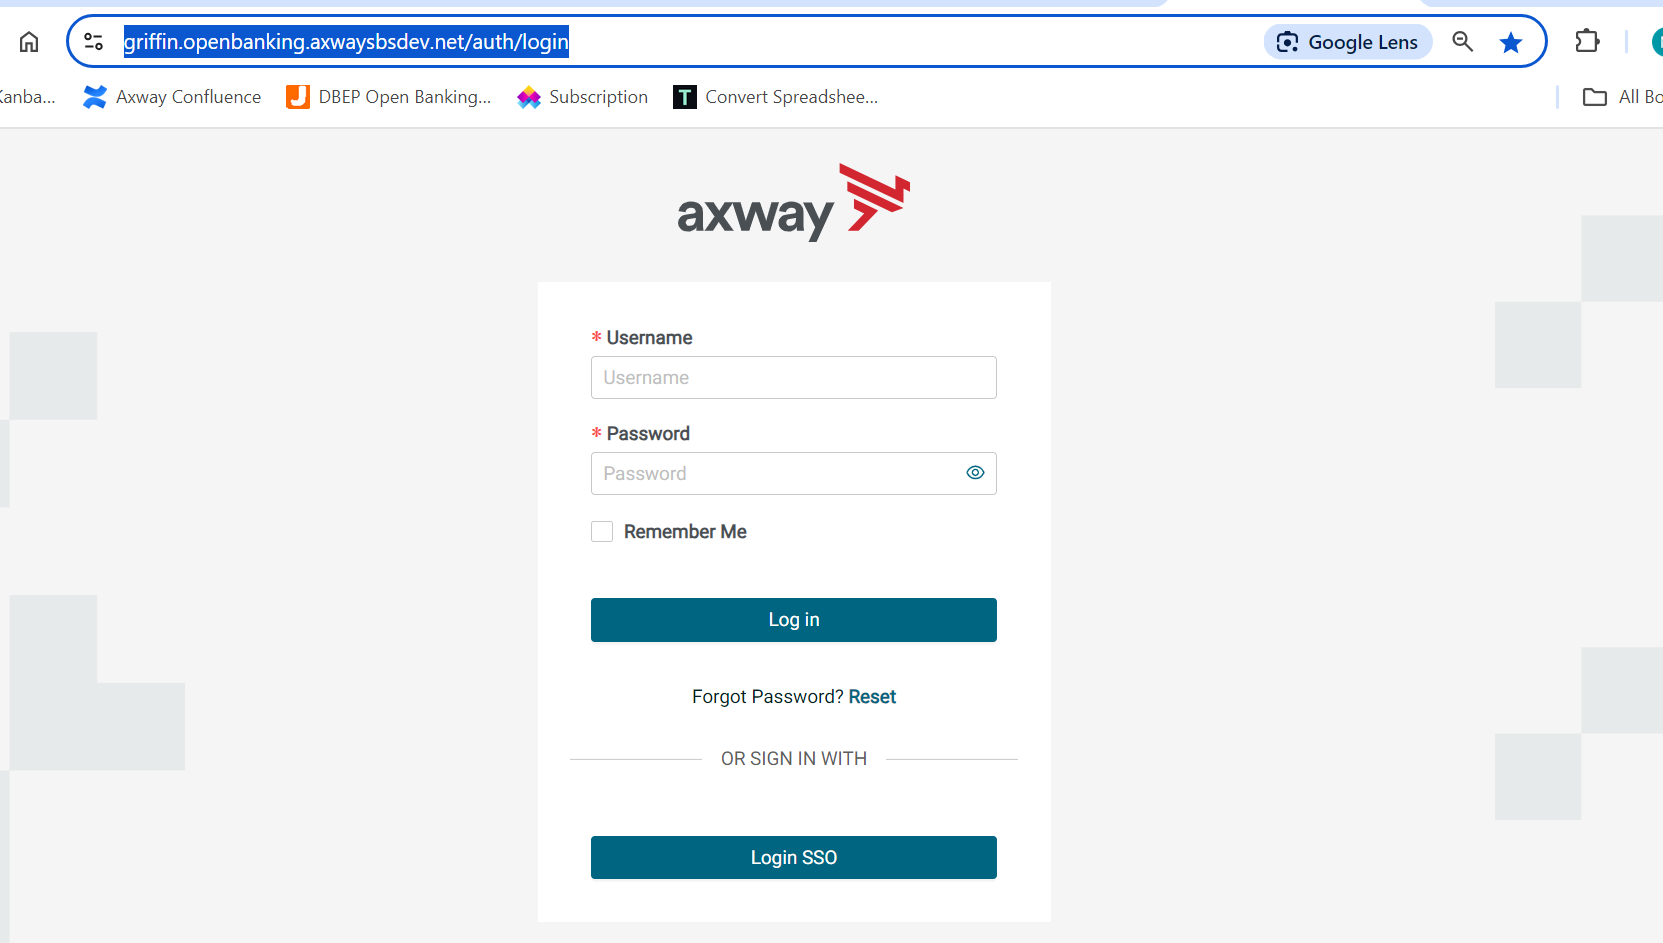 griffin.openbanking.axwaysbsdev.net/auth/login Google Lens
Kanba... Axway Confluence DBEP Open Banking... Subscription T Convert Spreadshee... All Bo
axway
* Username
Username
* Password
Password
Remember Me
Log in
Forgot Password? Reset
OR SIGN IN WITH
Login SSO